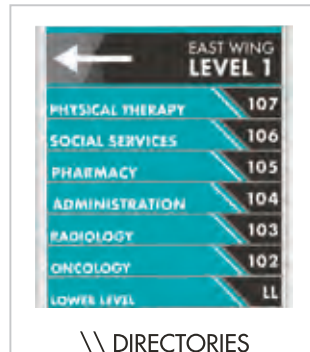 EAST WING
LEVEL 1
PHYSICAL THERAPY 107
SOCIAL SERVICES 106
PHARMACY 105
ADMINISTRATION 104
RADIOLOGY 103
ONCOLOGY 102
LOWER LEVEL LL
\\ DIRECTORIES